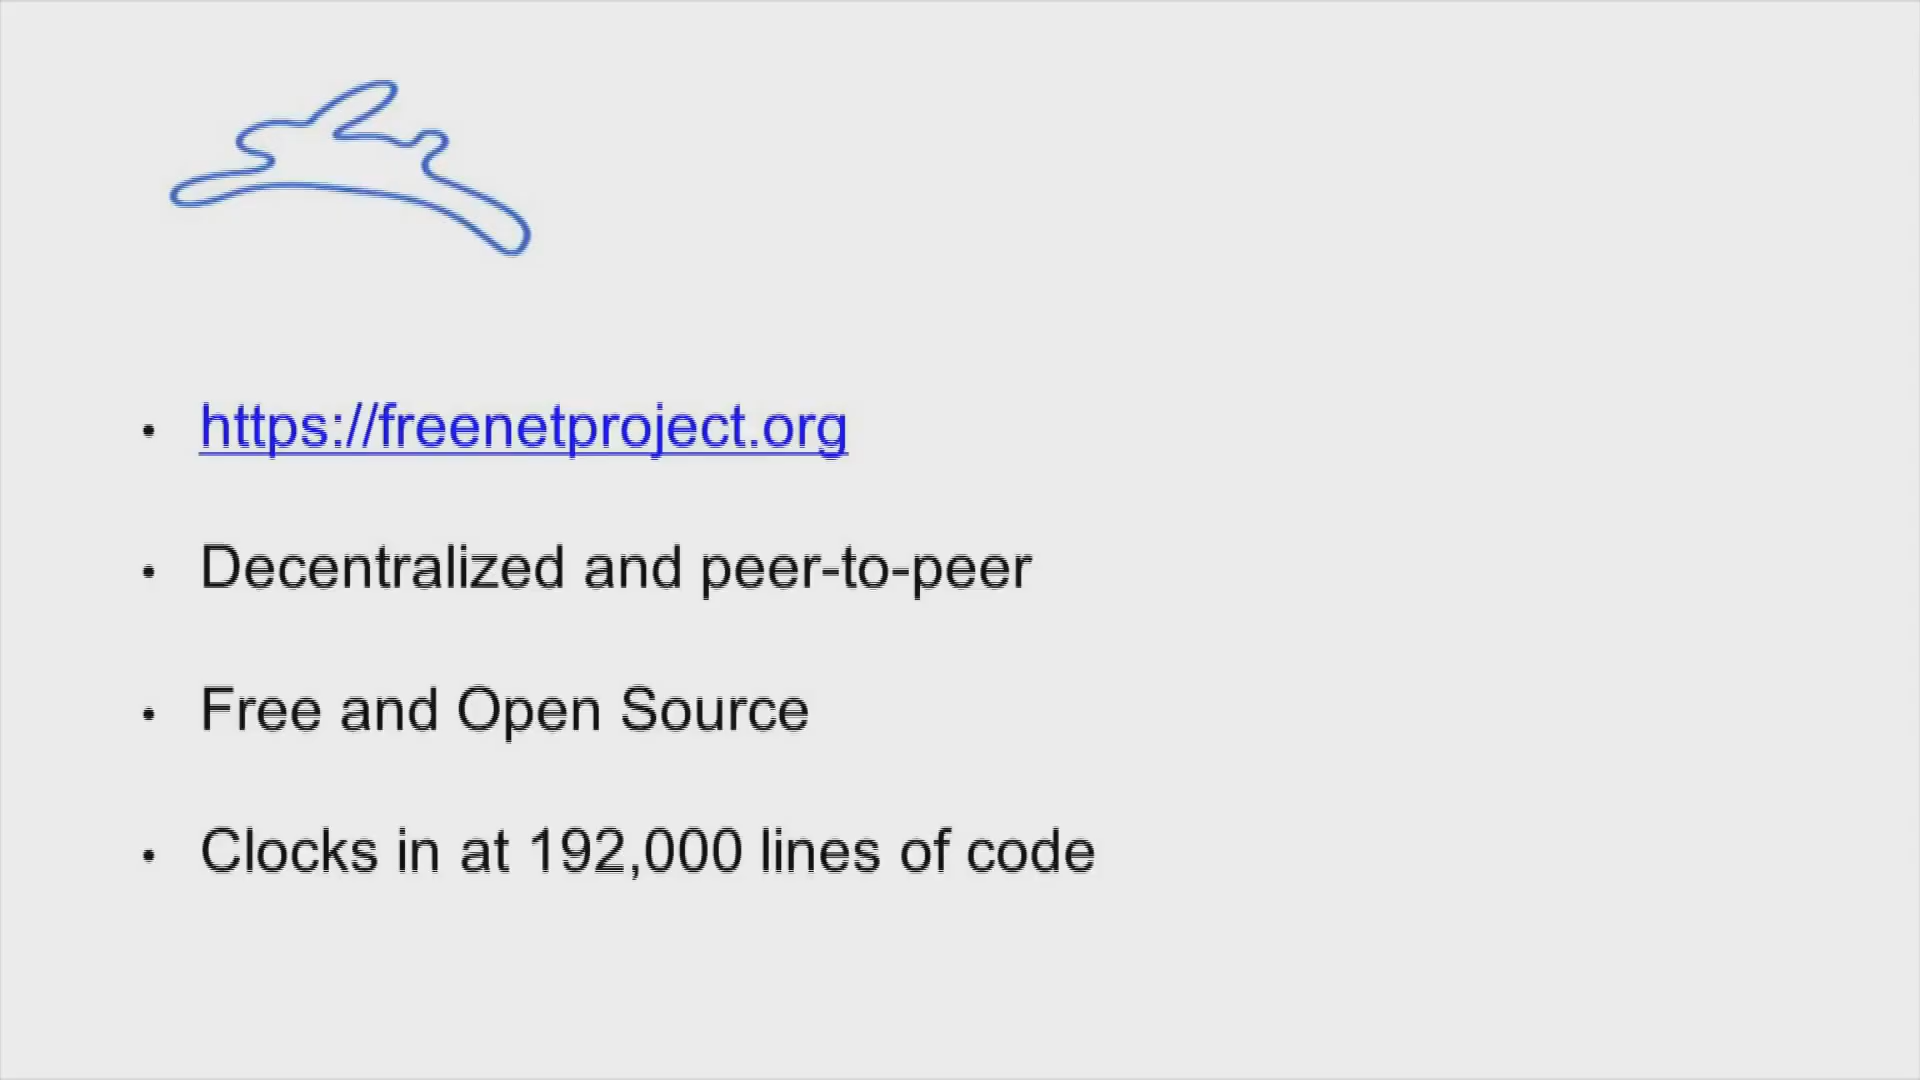 https://freenetproject.org
Decentralized and peer-to-peer
Free and Open Source
Clocks in at 192,000 lines of code